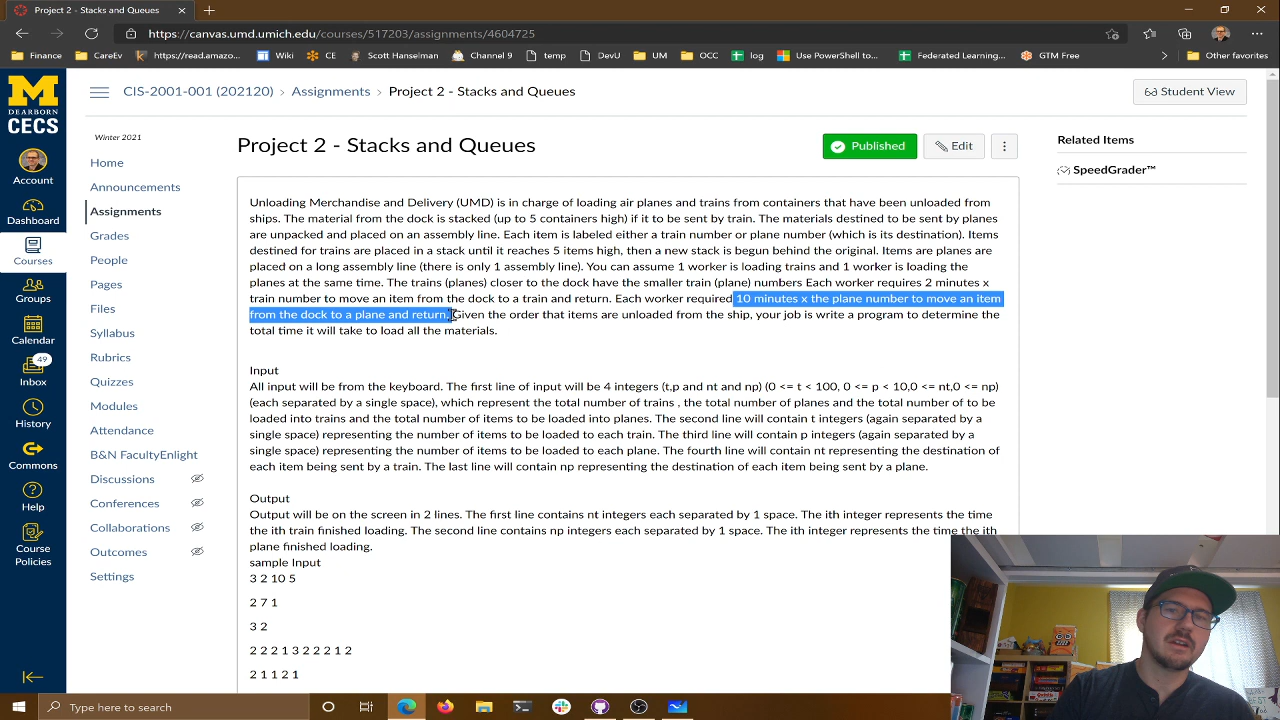 Project 2 - Stacks and Queues
https://canvas.umd.umich.edu/courses/517203/assignments/4604725
Finance
CareEv
https://read.amazo...
Wiki
CE
Scott Hanselman
Channel 9
temp
DevU
UM
OCC
log
Use PowerShell to...
Federated Learning...
GTM Free
Other favorites
M
DEARBORN
CECS
Account
Dashboard
Courses
Groups
Calendar
49
Inbox
History
Commons
Help
Course
Policies
CIS-2001-001 (202120) › Assignments › Project 2 - Stacks and Queues
Student View
Winter 2021
Home
Announcements
Assignments
Grades
People
Pages
Files
Syllabus
Rubrics
Quizzes
Modules
Attendance
B&N FacultyEnlight
Discussions
Conferences
Collaborations
Outcomes
Settings
Project 2 - Stacks and Queues
Published
Edit
Related Items
SpeedGrader™
Unloading Merchandise and Delivery (UMD) is in charge of loading air planes and trains from containers that have been unloaded from
ships. The material from the dock is stacked (up to 5 containers high) if it to be sent by train. The materials destined to be sent by planes
are unpacked and placed on an assembly line. Each item is labeled either a train number or plane number (which is its destination). Items
destined for trains are placed in a stack until it reaches 5 items high, then a new stack is begun behind the original. Items are planes are
placed on a long assembly line (there is only 1 assembly line). You can assume 1 worker is loading trains and 1 worker is loading the
planes at the same time. The trains (planes) closer to the dock have the smaller train (plane) numbers Each worker requires 2 minutes x
train number to move an item from the dock to a train and return. Each worker required 10 minutes x the plane number to move an item
from the dock to a plane and return. Given the order that items are unloaded from the ship, your job is write a program to determine the
total time it will take to load all the materials.
Input
All input will be from the keyboard. The first line of input will be 4 integers (t,p and nt and np) (0 <= t < 100, 0 <= p < 10,0 <= nt,0 <= np)
(each separated by a single space), which represent the total number of trains , the total number of planes and the total number of to be
loaded into trains and the total number of items to be loaded into planes. The second line will contain t integers (again separated by a
single space) representing the number of items to be loaded to each train. The third line will contain p integers (again separated by a
single space) representing the number of items to be loaded to each plane. The fourth line will contain nt representing the destination of
each item being sent by a train. The last line will contain np representing the destination of each item being sent by a plane.
Output
Output will be on the screen in 2 lines. The first line contains nt integers each separated by 1 space. The ith integer represents the time
the ith train finished loading. The second line contains np integers each separated by 1 space. The ith integer represents the time the ith
plane finished loading.
sample Input
3 2 10 5
2 7 1
3 2
2 2 2 1 3 2 2 2 1 2
2 1 1 2 1
Type here to search